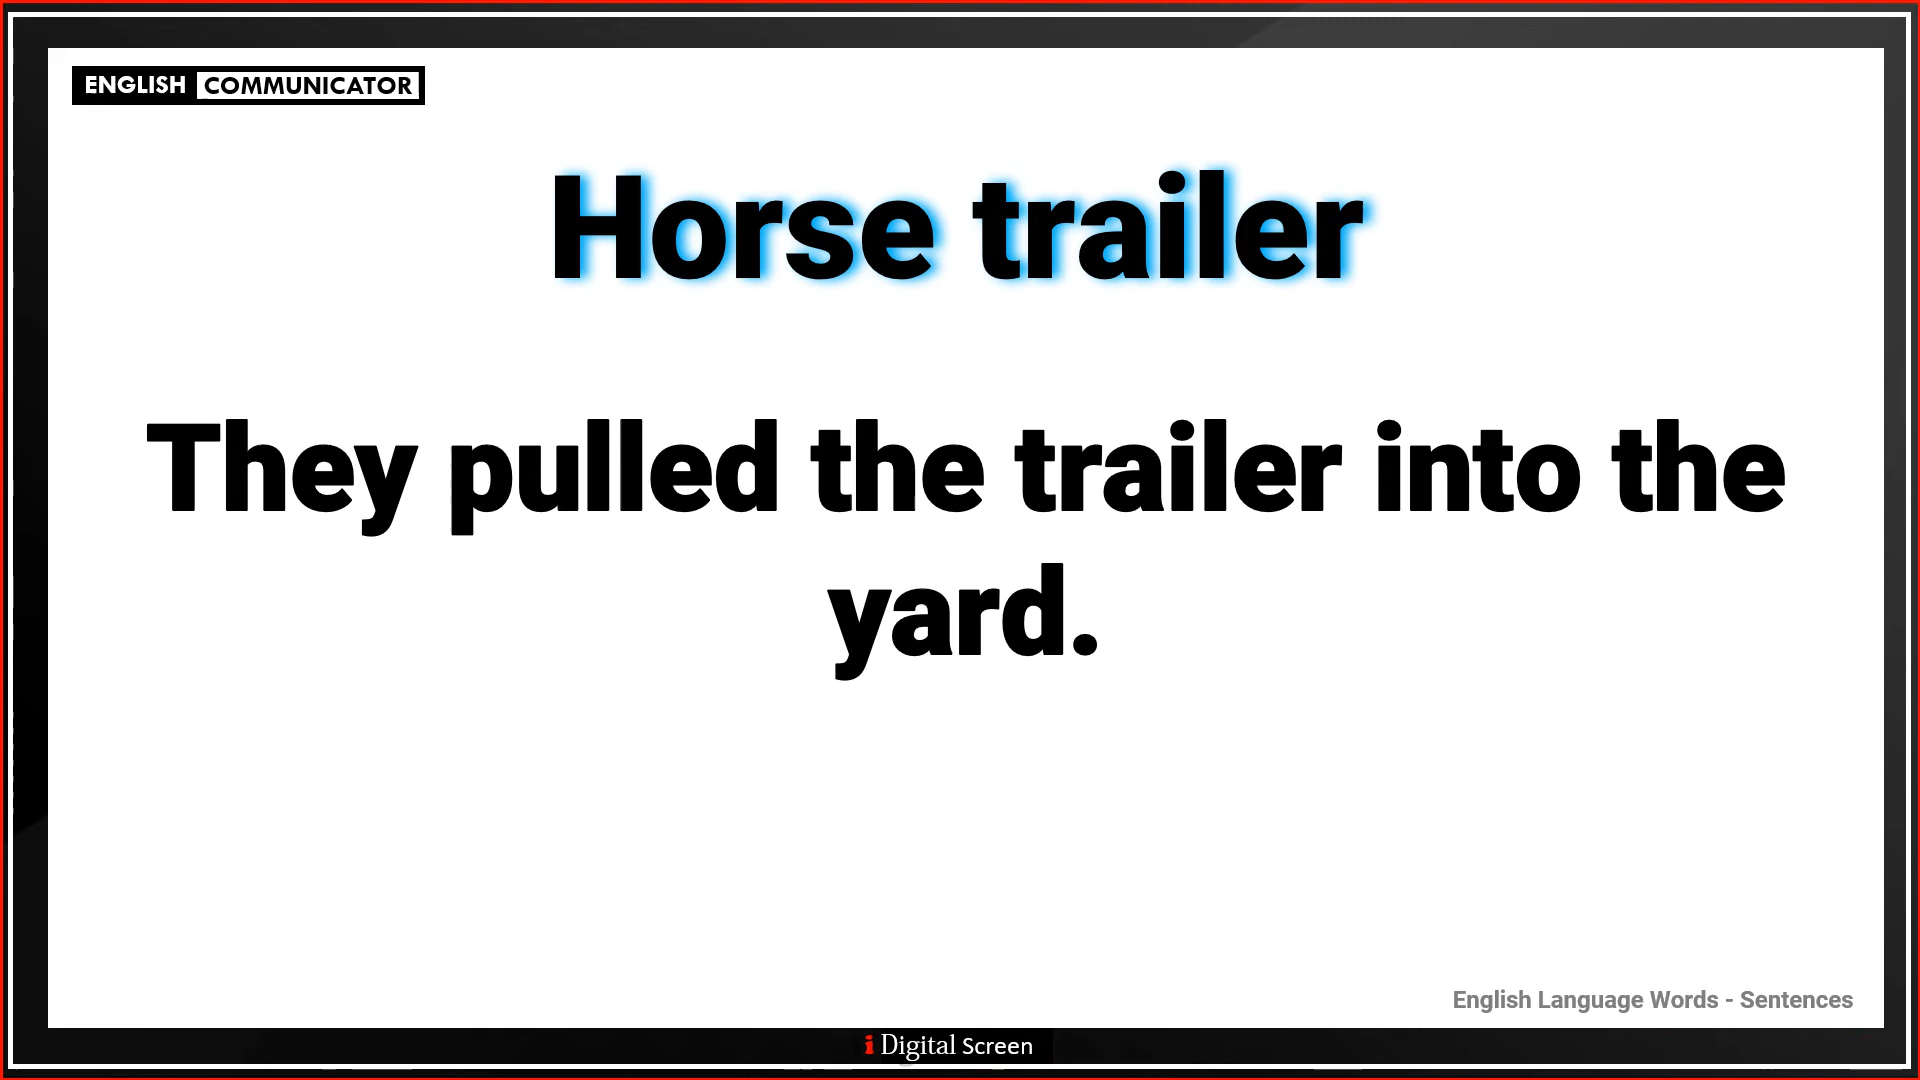 ENGLISH COMMUNICATOR
Horse trailer
They pulled the trailer into the
yard.
English Language Words - Sentences
i Digital Screen